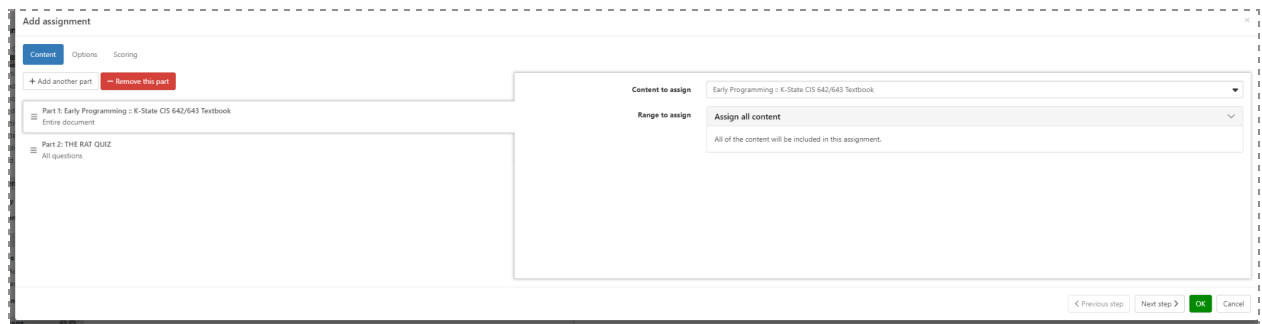 Add assignment
Content Options Scoring
+ Add another part − Remove this part
Part 1: Early Programming :: K-State CIS 642/643 Textbook
Entire document
Part 2: THE RAT QUIZ
All questions
Content to assign Early Programming :: K-State CIS 642/643 Textbook
Range to assign Assign all content
All of the content will be included in this assignment.
Previous step Next step OK Cancel